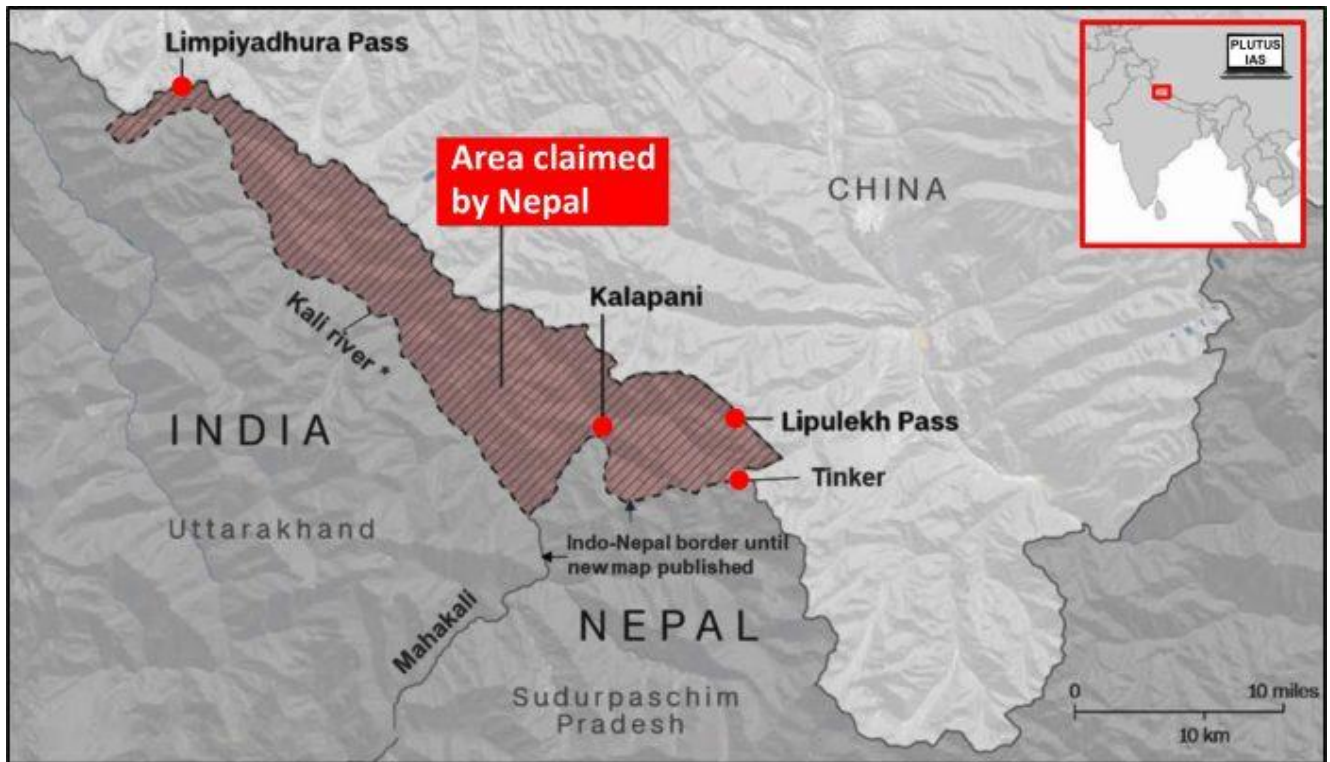 Limpiyadhura Pass
PLUTUS
IAS
Area claimed
by Nepal
CHINA
Kalapani
Kali river *
INDIA
Lipulekh Pass
Tinker
Uttarakhand
Indo-Nepal border until
new map published
Mahakali
NEPAL
Sudurpaschim
Pradesh
0 10 miles
10 km